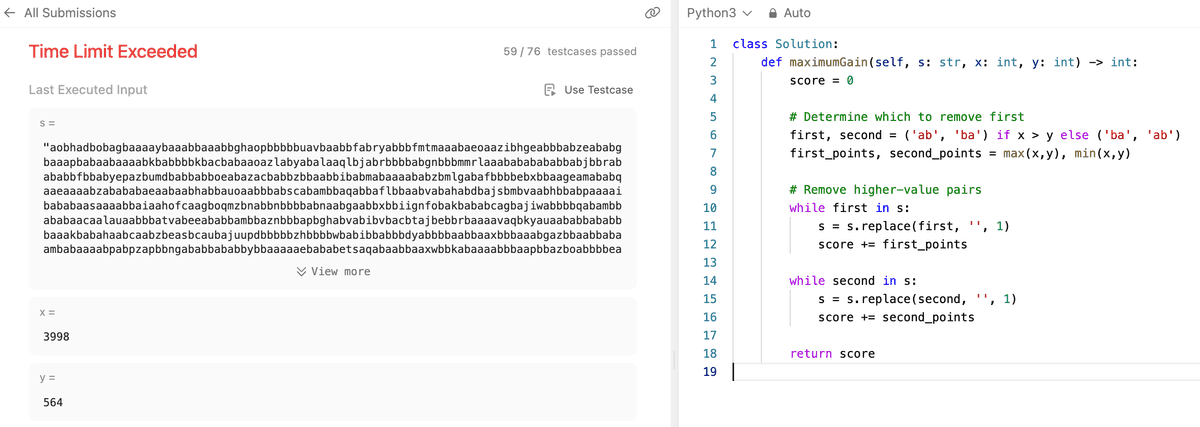 All Submissions
Time Limit Exceeded
59 / 76 testcases passed
Last Executed Input
Use Testcase
s =
"aobhadbobagbaaaaybaaabbaaabbghaopbbbbbuavbaabbfabryabbbfmtmaaabaeoaazibhgeabbbabzeababg
baaapbabaabaaaabkbabbbbkbacbabaaoazlabyabalaaqlbjabrbbbbabgnbbbmmrlaaababababbabjbbrab
ababbfbbabyepazbumdbabbabboeabazacbabbzbbaabbibabmabaaaababzbmlgabafbbbbebxbbaageamababq
aaeaaaabzabababaeaabaabhabbauoaabbbabscabambbaqabbaflbbaabvabahabdbajsbmbvaabhbbabpaaaai
bababaasaaaabbaiaahofcaagboqmzbnabbnbbbbabnaabgaabbxbbiignfobakbababcagbajiwabbbbqabambb
ababaacaalauaabbbatvabeeababbambbaznbbbapbghabvabibvbacbtajbebbrbaaaavaqbkyauaababbababb
baaakbabahaabcaabzbeasbcaubajuupdbbbbbzhbbbbwbabibbabbbdyabbbbaabbaaxbbbaaabgazbbaabbaba
ambabaaaabpabpzapbbngababbabababybbaaaaaebababetsaqabaabbaaxwbbkabaaaabbbaapbbazboabbbbea
View more
x =
3998
y =
564
Python3
Auto
1 class Solution:
2 def maximumGain(self, s: str, x: int, y: int) -> int:
3 score = 0
4
5 # Determine which to remove first
6 first, second = ('ab', 'ba') if x > y else ('ba', 'ab')
7 first_points, second_points = max(x,y), min(x,y)
8
9 # Remove higher-value pairs
10 while first in s:
11 s = s.replace(first, '', 1)
12 score += first_points
13
14 while second in s:
15 s = s.replace(second, '', 1)
16 score += second_points
17
18 return score
19